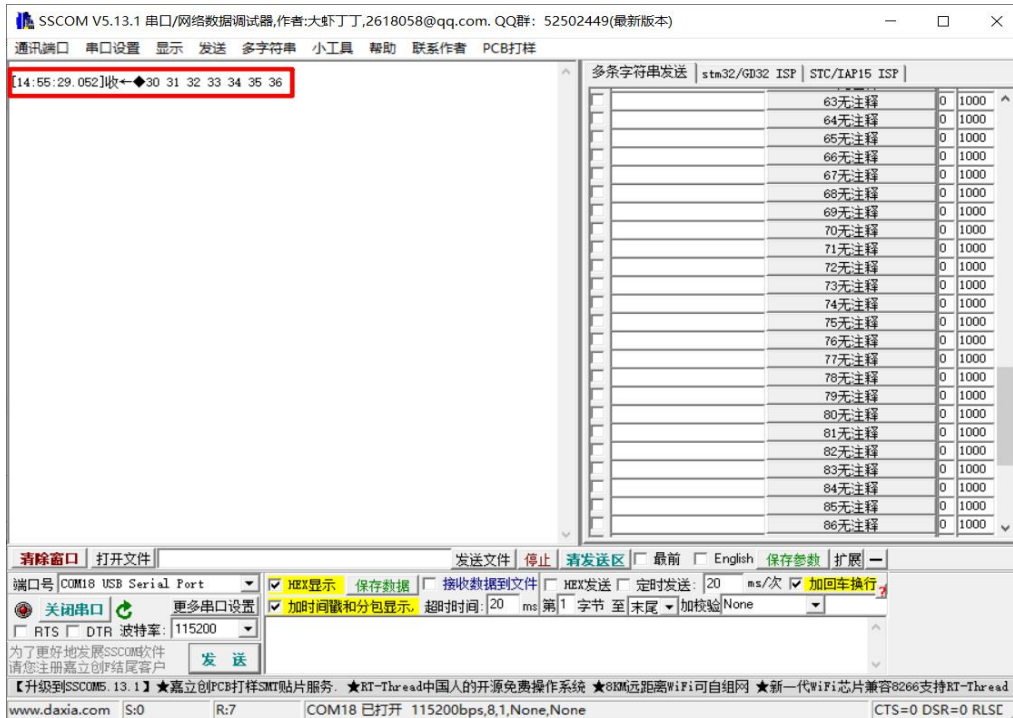 SSCOM V5.13.1 串口/网络数据调试器,作者:大虾丁丁,2618058@qq.com. QQ群: 52502449(最新版本)
通讯端口 串口设置 显示 发送 多字符串 小工具 帮助 联系作者 PCB打样
[14:55:29.052]收←◆30 31 32 33 34 35 36
多条字符串发送 stm32/GD32 ISP STC/IAP15 ISP
63无注释 0 1000
64无注释 0 1000
65无注释 0 1000
66无注释 0 1000
67无注释 0 1000
68无注释 0 1000
69无注释 0 1000
70无注释 0 1000
71无注释 0 1000
72无注释 0 1000
73无注释 0 1000
74无注释 0 1000
75无注释 0 1000
76无注释 0 1000
77无注释 0 1000
78无注释 0 1000
79无注释 0 1000
80无注释 0 1000
81无注释 0 1000
82无注释 0 1000
83无注释 0 1000
84无注释 0 1000
85无注释 0 1000
86无注释 0 1000
清除窗口 打开文件 发送文件 停止 清发送区 最前 English 保存参数 扩展 —
端口号 COM18 USB Serial Port HEX显示 保存数据 接收数据到文件 HEX发送 定时发送: 20 ms/次 加回车换行
关闭串口 更多串口设置 加时间戳和分包显示, 超时时间: 20 ms 第 1 字节 至 末尾 加校验 None
RTS DTR 波特率: 115200
为了更好地发展SSCOM软件
请您注册嘉立创F结尾客户
发 送
【升级到SSCOM5.13.1】★嘉立创PCB打样SMT贴片服务. ★RT-Thread中国人的开源免费操作系统 ★8KM远距离WiFi可自组网 ★新一代WiFi芯片兼容8266支持RT-Thread
www.daxia.com S:0 R:7 COM18 已打开 115200bps,8,1,None,None CTS=0 DSR=0 RLSD